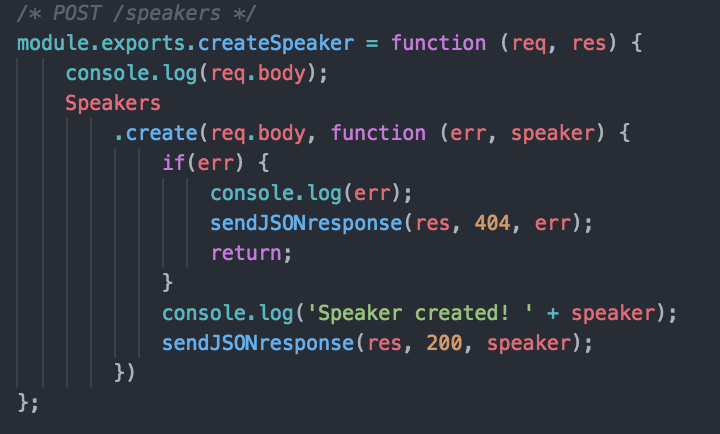 /* POST /speakers */
module.exports.createSpeaker = function (req, res) {
    console.log(req.body);
    Speakers
        .create(req.body, function (err, speaker) {
            if(err) {
                console.log(err);
                sendJSONresponse(res, 404, err);
                return;
            }
            console.log('Speaker created! ' + speaker);
            sendJSONresponse(res, 200, speaker);
        })
};